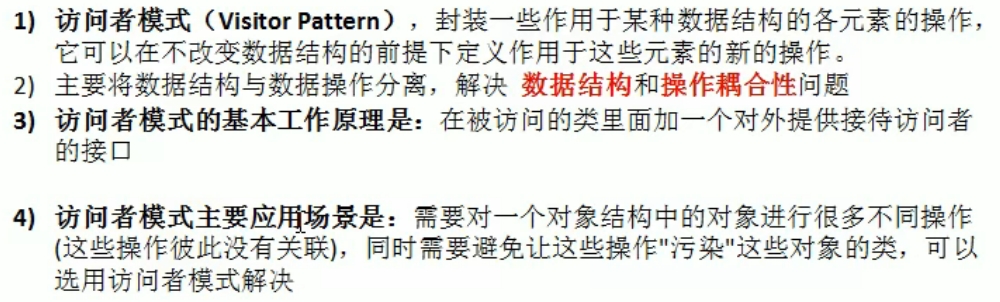 1) 访问者模式（Visitor Pattern），封装一些作用于某种数据结构的各元素的操作，
它可以在不改变数据结构的前提下定义作用于这些元素的新的操作。
2) 主要将数据结构与数据操作分离，解决 数据结构和操作耦合性问题
3) 访问者模式的基本工作原理是：在被访问的类里面加一个对外提供接待访问者
的接口
4) 访问者模式主要应用场景是：需要对一个对象结构中的对象进行很多不同操作
(这些操作彼此没有关联)，同时需要避免让这些操作"污染"这些对象的类，可以
选用访问者模式解决